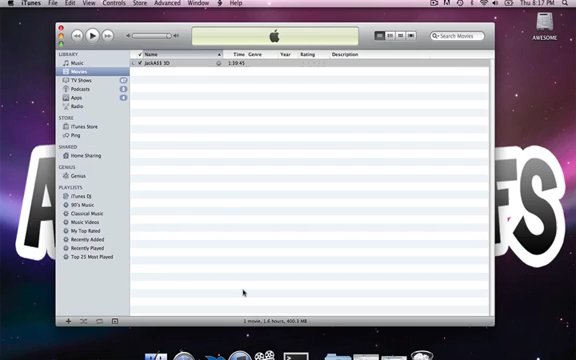 iTunes File Edit View Controls Store Advanced Window Help
Thu 8:17 PM
Search Movies
AWESOME
LIBRARY
Name Time Genre Year Rating Description
Music
JackA$$ 3D 1:39:45
Movies
TV Shows
Podcasts
Apps
Radio
STORE
iTunes Store
Ping
SHARED
Home Sharing
GENIUS
Genius
PLAYLISTS
iTunes DJ
90's Music
Classical Music
Music Videos
My Top Rated
Recently Added
Recently Played
Top 25 Most Played
A
FS
1 movie, 1.6 hours, 400.3 MB